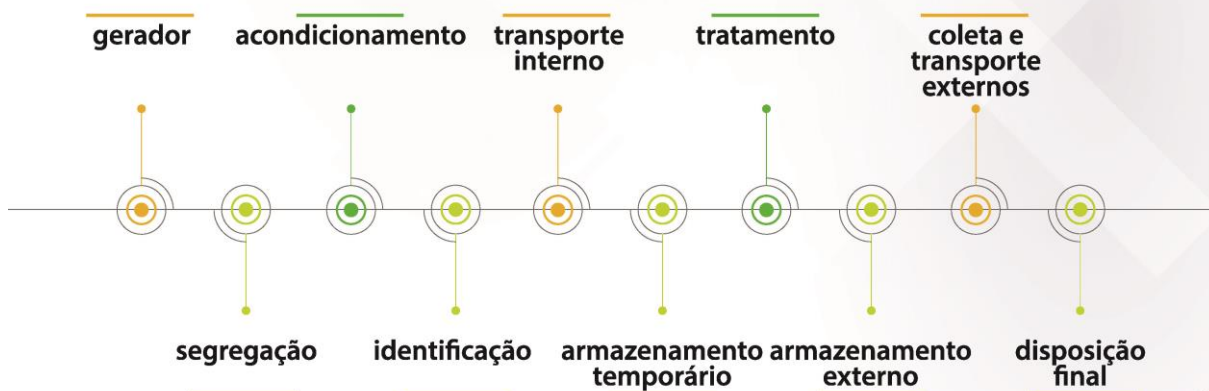 gerador
acondicionamento
transporte
interno
tratamento
coleta e
transporte
externos
segregação
identificação
armazenamento
temporário
armazenamento
externo
disposição
final